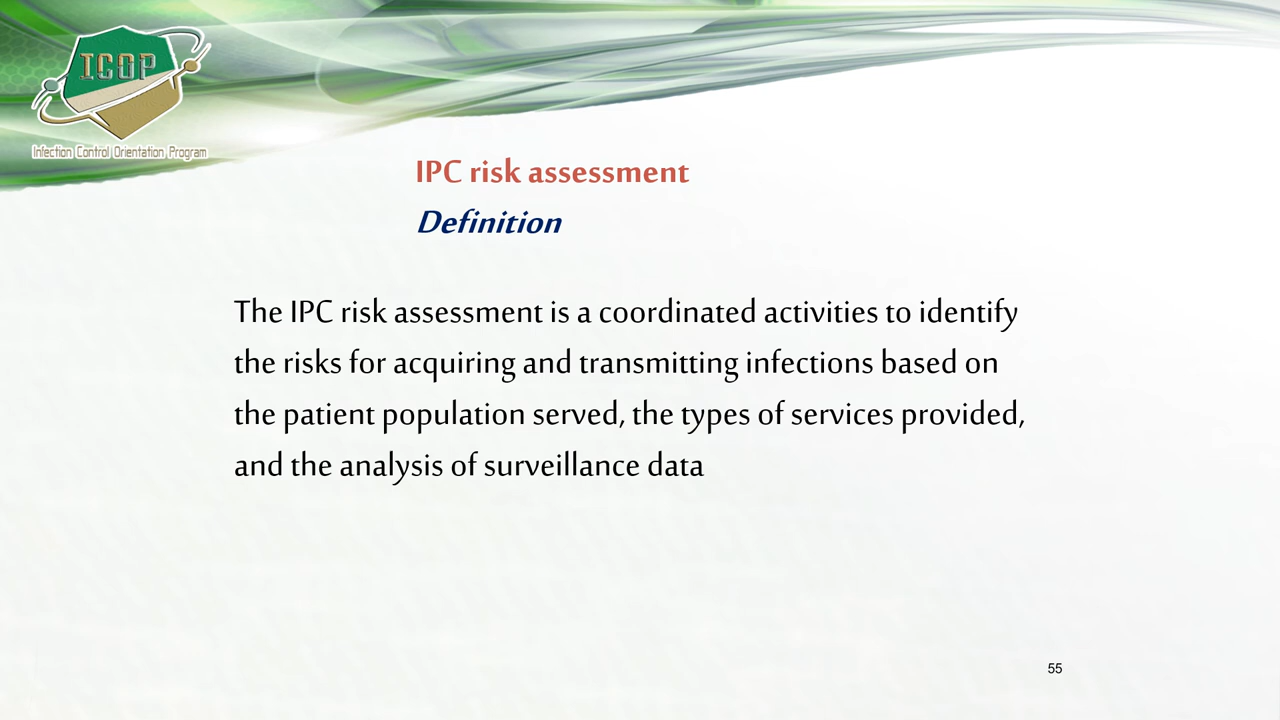 ICOP
Infection Control Orientation Program
IPC risk assessment
Definition
The IPC risk assessment is a coordinated activities to identify
the risks for acquiring and transmitting infections based on
the patient population served, the types of services provided,
and the analysis of surveillance data
55